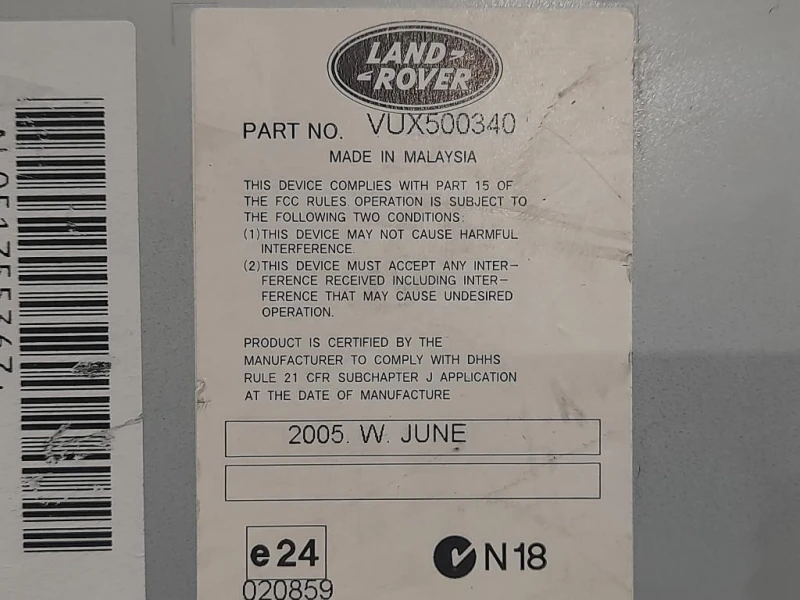 LAND-
-ROVER
PART NO. VUX500340
MADE IN MALAYSIA
THIS DEVICE COMPLIES WITH PART 15 OF
THE FCC RULES OPERATION IS SUBJECT TO
THE FOLLOWING TWO CONDITIONS:
(1)THIS DEVICE MAY NOT CAUSE HARMFUL
INTERFERENCE.
(2)THIS DEVICE MUST ACCEPT ANY INTER-
FERENCE RECEIVED INCLUDING INTER-
FERENCE THAT MAY CAUSE UNDESIRED
OPERATION.
PRODUCT IS CERTIFIED BY THE
MANUFACTURER TO COMPLY WITH DHHS
RULE 21 CFR SUBCHAPTER J APPLICATION
AT THE DATE OF MANUFACTURE
2005. W. JUNE
e24
020859
N18